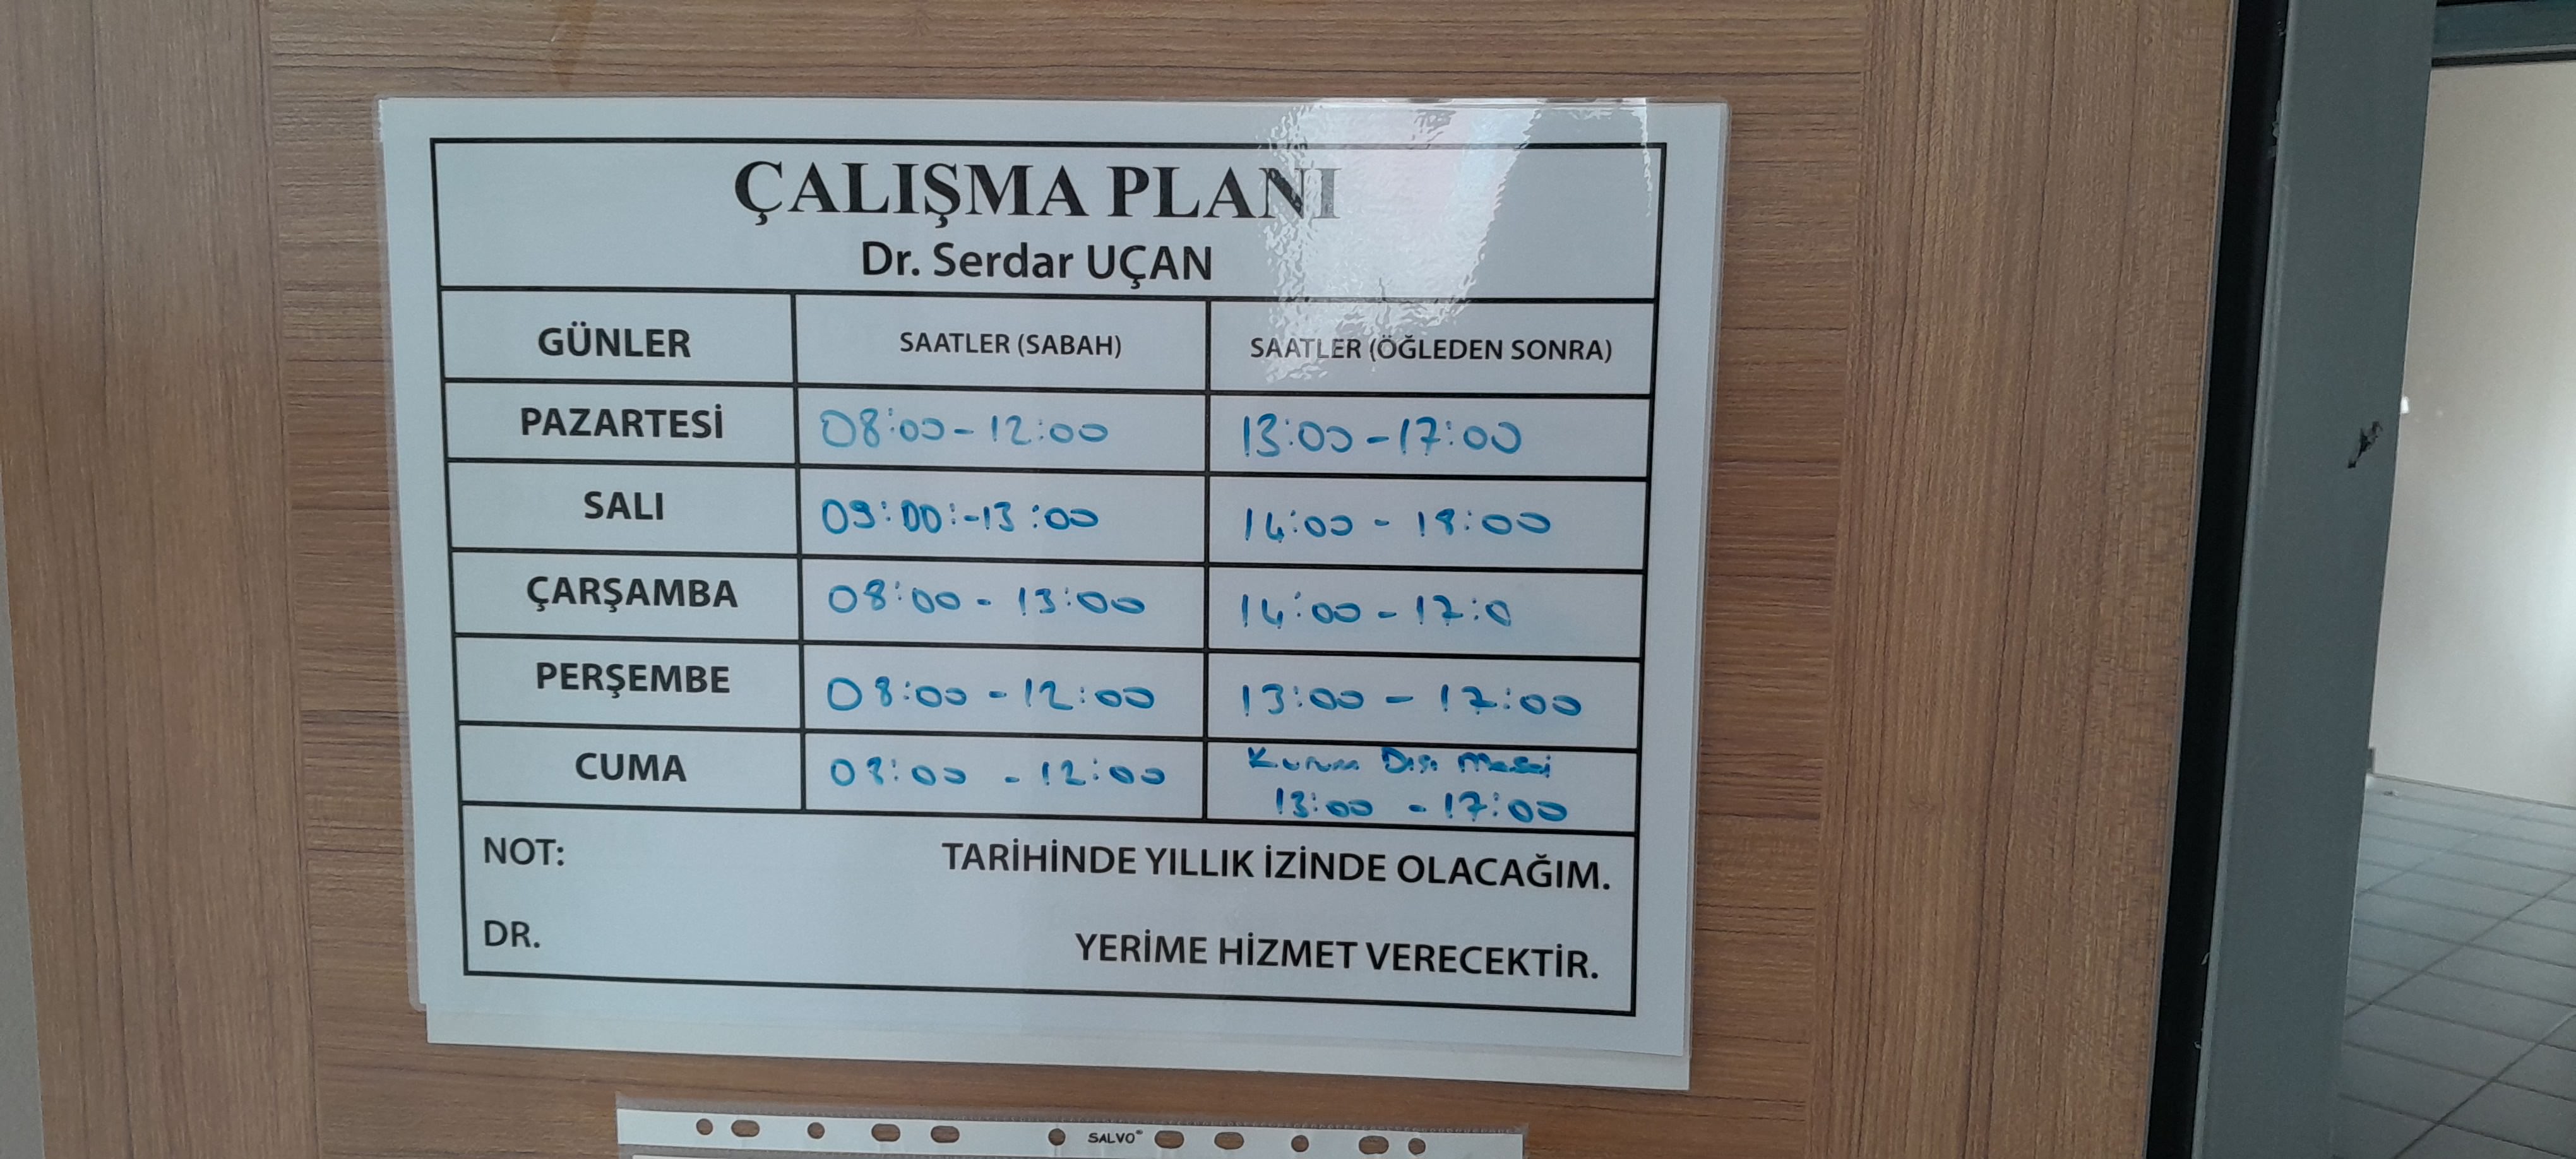 ÇALIŞMA PLANI
Dr. Serdar UÇAN
GÜNLER SAATLER (SABAH) SAATLER (ÖĞLEDEN SONRA)
PAZARTESİ 08:00-12:00 13:00-17:00
SALI 09:00:-13:00 14:00-18:00
ÇARŞAMBA 08:00-13:00 14:00-17:0
PERŞEMBE 08:00-12:00 13:00-17:00
CUMA 08:00-12:00 Kurum Dışı Mesai
13:00-17:00
NOT: TARİHİNDE YILLIK İZİNDE OLACAĞIM.
DR. YERİME HİZMET VERECEKTİR.
SALVO